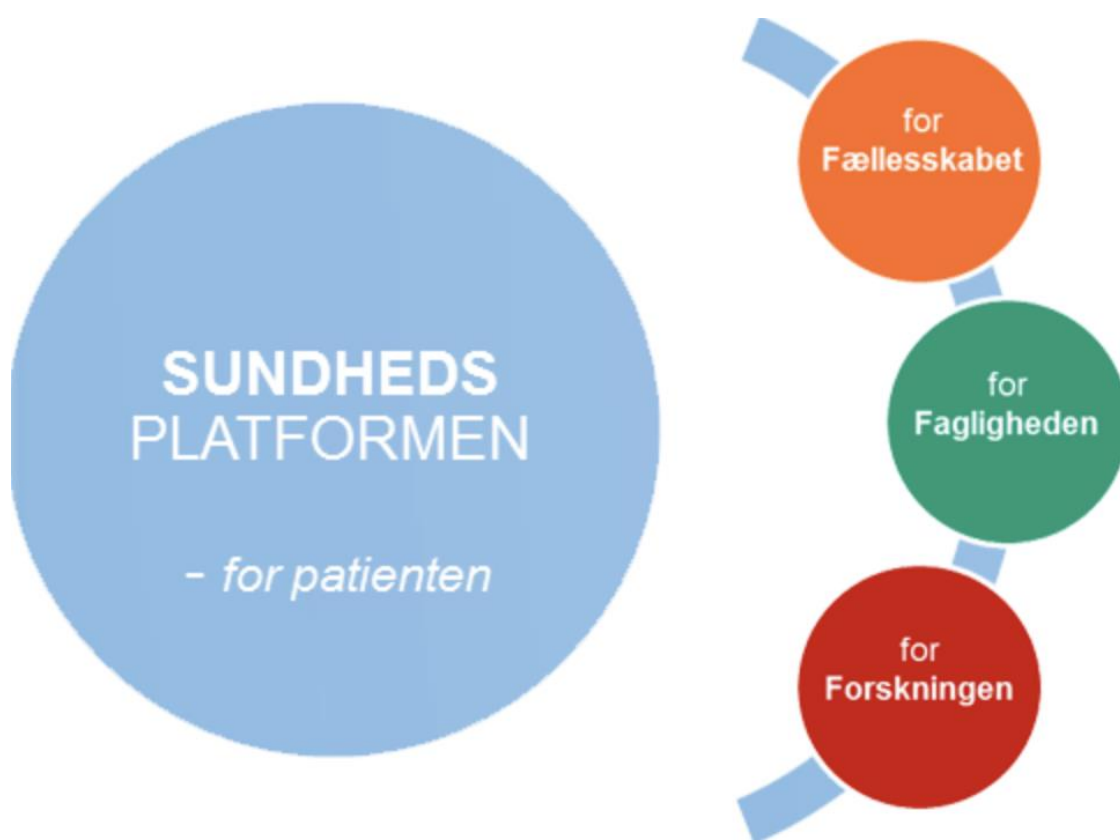 SUNDHEDS
PLATFORMEN
- for patienten
for
Fællesskabet
for
Fagligheden
for
Forskningen